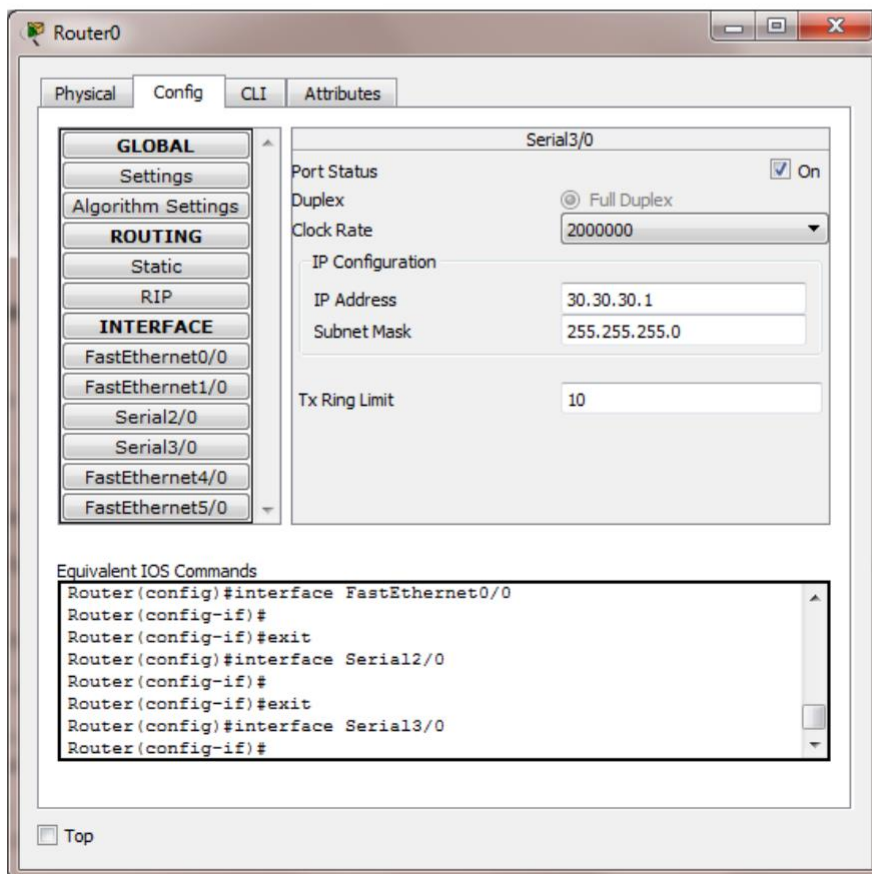 Router0
Physical Config CLI Attributes
GLOBAL
Settings
Algorithm Settings
ROUTING
Static
RIP
INTERFACE
FastEthernet0/0
FastEthernet1/0
Serial2/0
Serial3/0
FastEthernet4/0
FastEthernet5/0
Serial3/0
Port Status On
Duplex Full Duplex
Clock Rate 2000000
IP Configuration
IP Address 30.30.30.1
Subnet Mask 255.255.255.0
Tx Ring Limit 10
Equivalent IOS Commands
Router(config)#interface FastEthernet0/0
Router(config-if)#
Router(config-if)#exit
Router(config)#interface Serial2/0
Router(config-if)#
Router(config-if)#exit
Router(config)#interface Serial3/0
Router(config-if)#
Top